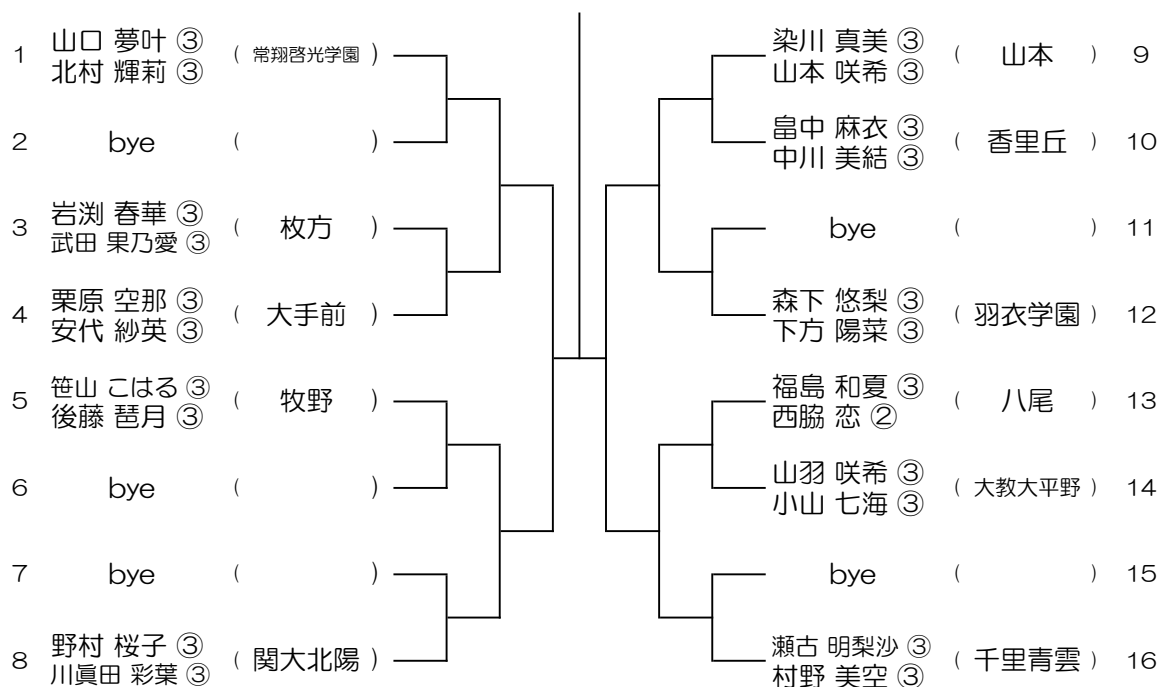 1 山口 夢叶 ③ ( 常翔啓光学園 )
北村 輝莉 ③
2 bye ( )
3 岩渕 春華 ③ ( 枚方 )
武田 果乃愛 ③
4 栗原 空那 ③ ( 大手前 )
安代 紗英 ③
5 笹山 こはる ③ ( 牧野 )
後藤 琶月 ③
6 bye ( )
7 bye ( )
8 野村 桜子 ③ ( 関大北陽 )
川眞田 彩葉 ③
染川 真美 ③ ( 山本 ) 9
山本 咲希 ③
畠中 麻衣 ③ ( 香里丘 ) 10
中川 美結 ③
bye ( ) 11
森下 悠梨 ③ ( 羽衣学園 ) 12
下方 陽菜 ③
福島 和夏 ③ ( 八尾 ) 13
西脇 恋 ②
山羽 咲希 ③ ( 大教大平野 ) 14
小山 七海 ③
bye ( ) 15
瀬古 明梨沙 ③ ( 千里青雲 ) 16
村野 美空 ③